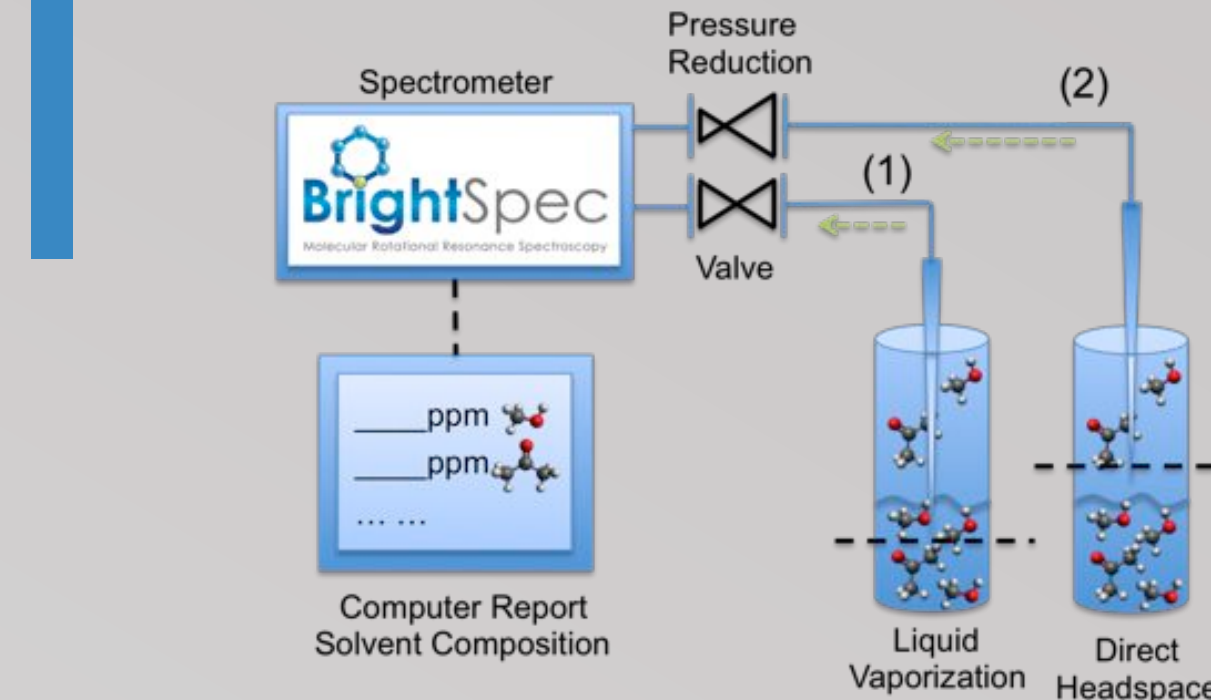 Pressure
Reduction
Spectrometer
(2)
(1)
BrightSpec
Molecular Rotational Resonance Spectroscopy
Valve
_____ppm
_____ppm
... ...
Computer Report
Solvent Composition
Liquid
Vaporization
Direct
Headspace